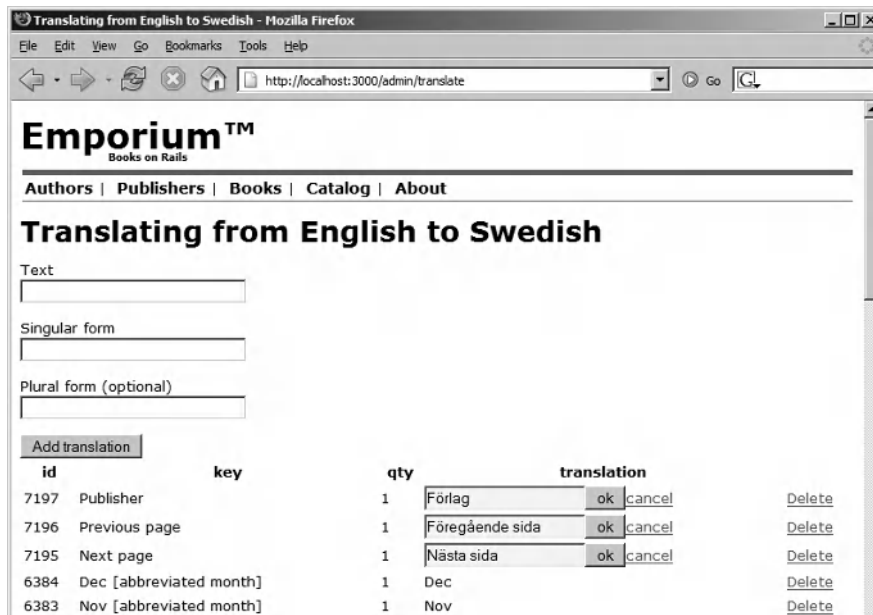 Translating from English to Swedish - Mozilla Firefox
File Edit View Go Bookmarks Tools Help
http://localhost:3000/admin/translate Go G
Emporium™
Books on Rails
Authors | Publishers | Books | Catalog | About
Translating from English to Swedish
Text
Singular form
Plural form (optional)
Add translation
id key qty translation
7197 Publisher 1 Förlag ok cancel Delete
7196 Previous page 1 Föregående sida ok cancel Delete
7195 Next page 1 Nästa sida ok cancel Delete
6384 Dec [abbreviated month] 1 Dec Delete
6383 Nov [abbreviated month] 1 Nov Delete